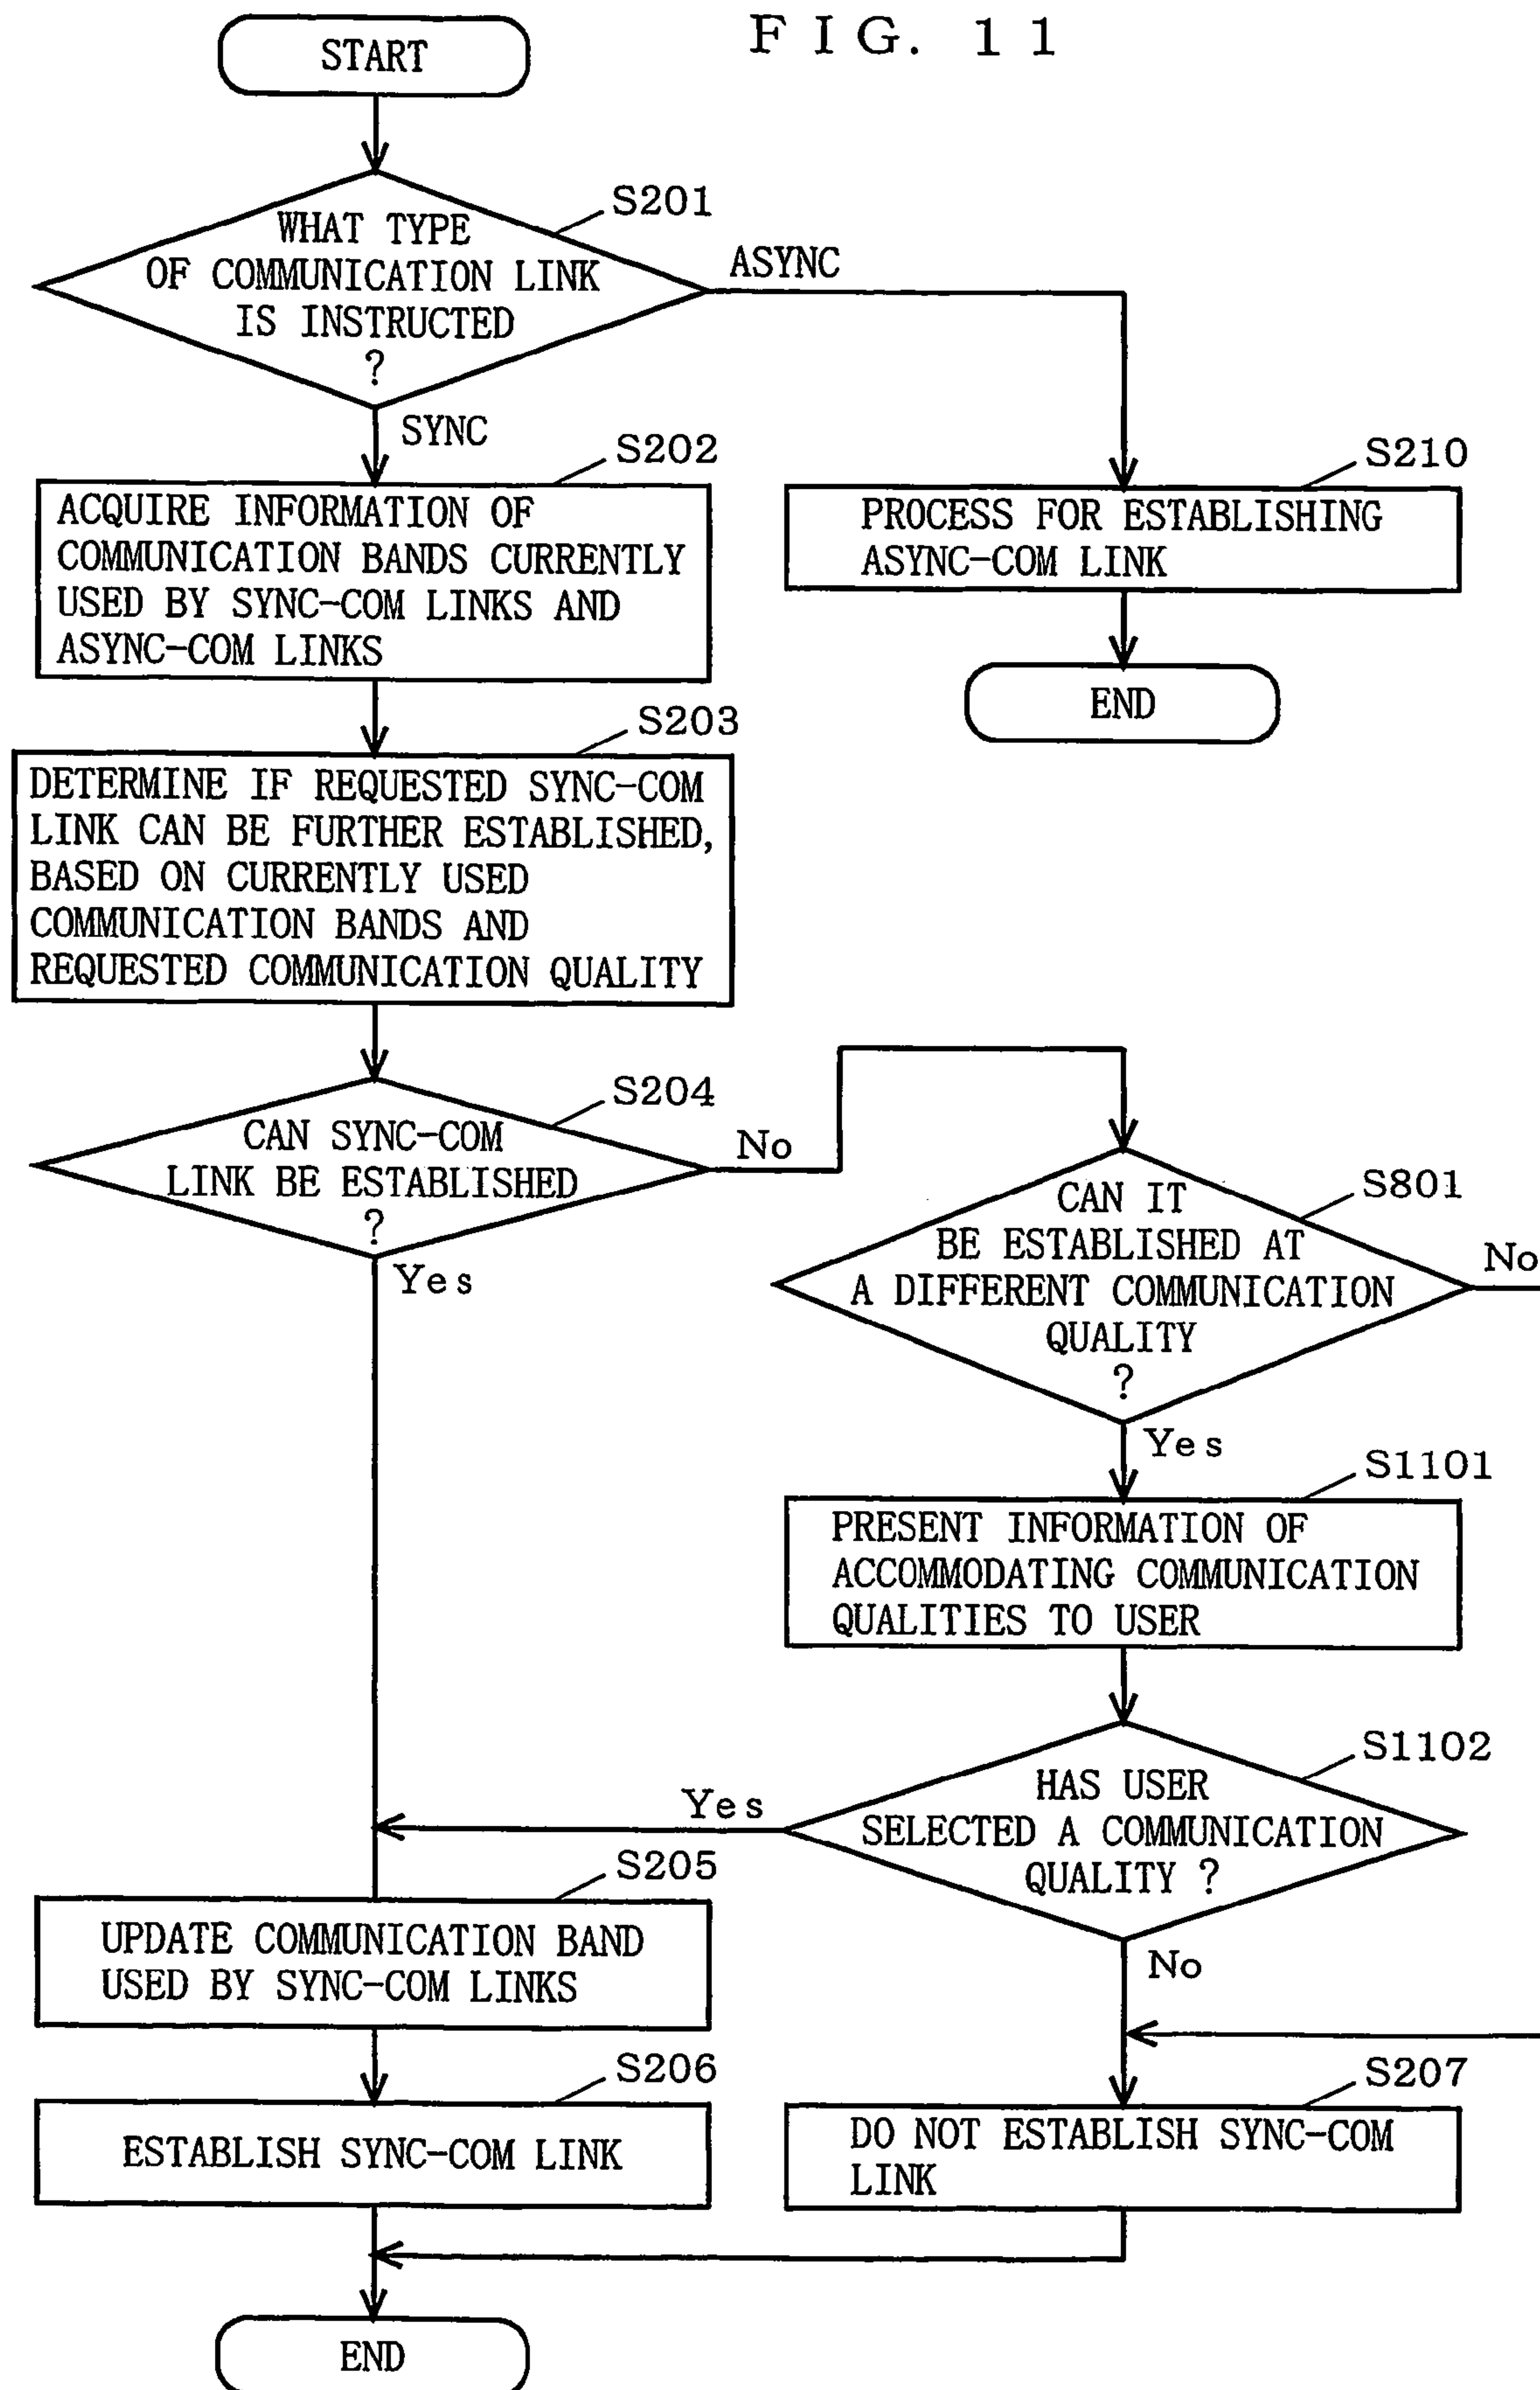 F I G. 1 1
START
S201
WHAT TYPE
OF COMMUNICATION LINK
IS INSTRUCTED
?
ASYNC
SYNC
S202
ACQUIRE INFORMATION OF
COMMUNICATION BANDS CURRENTLY
USED BY SYNC-COM LINKS AND
ASYNC-COM LINKS
S210
PROCESS FOR ESTABLISHING
ASYNC-COM LINK
END
S203
DETERMINE IF REQUESTED SYNC-COM
LINK CAN BE FURTHER ESTABLISHED,
BASED ON CURRENTLY USED
COMMUNICATION BANDS AND
REQUESTED COMMUNICATION QUALITY
S204
CAN SYNC-COM
LINK BE ESTABLISHED
?
No
Yes
S801
CAN IT
BE ESTABLISHED AT
A DIFFERENT COMMUNICATION
QUALITY
?
No
Yes
S1101
PRESENT INFORMATION OF
ACCOMMODATING COMMUNICATION
QUALITIES TO USER
S1102
HAS USER
SELECTED A COMMUNICATION
QUALITY ?
Yes
No
S205
UPDATE COMMUNICATION BAND
USED BY SYNC-COM LINKS
S206
ESTABLISH SYNC-COM LINK
S207
DO NOT ESTABLISH SYNC-COM
LINK
END